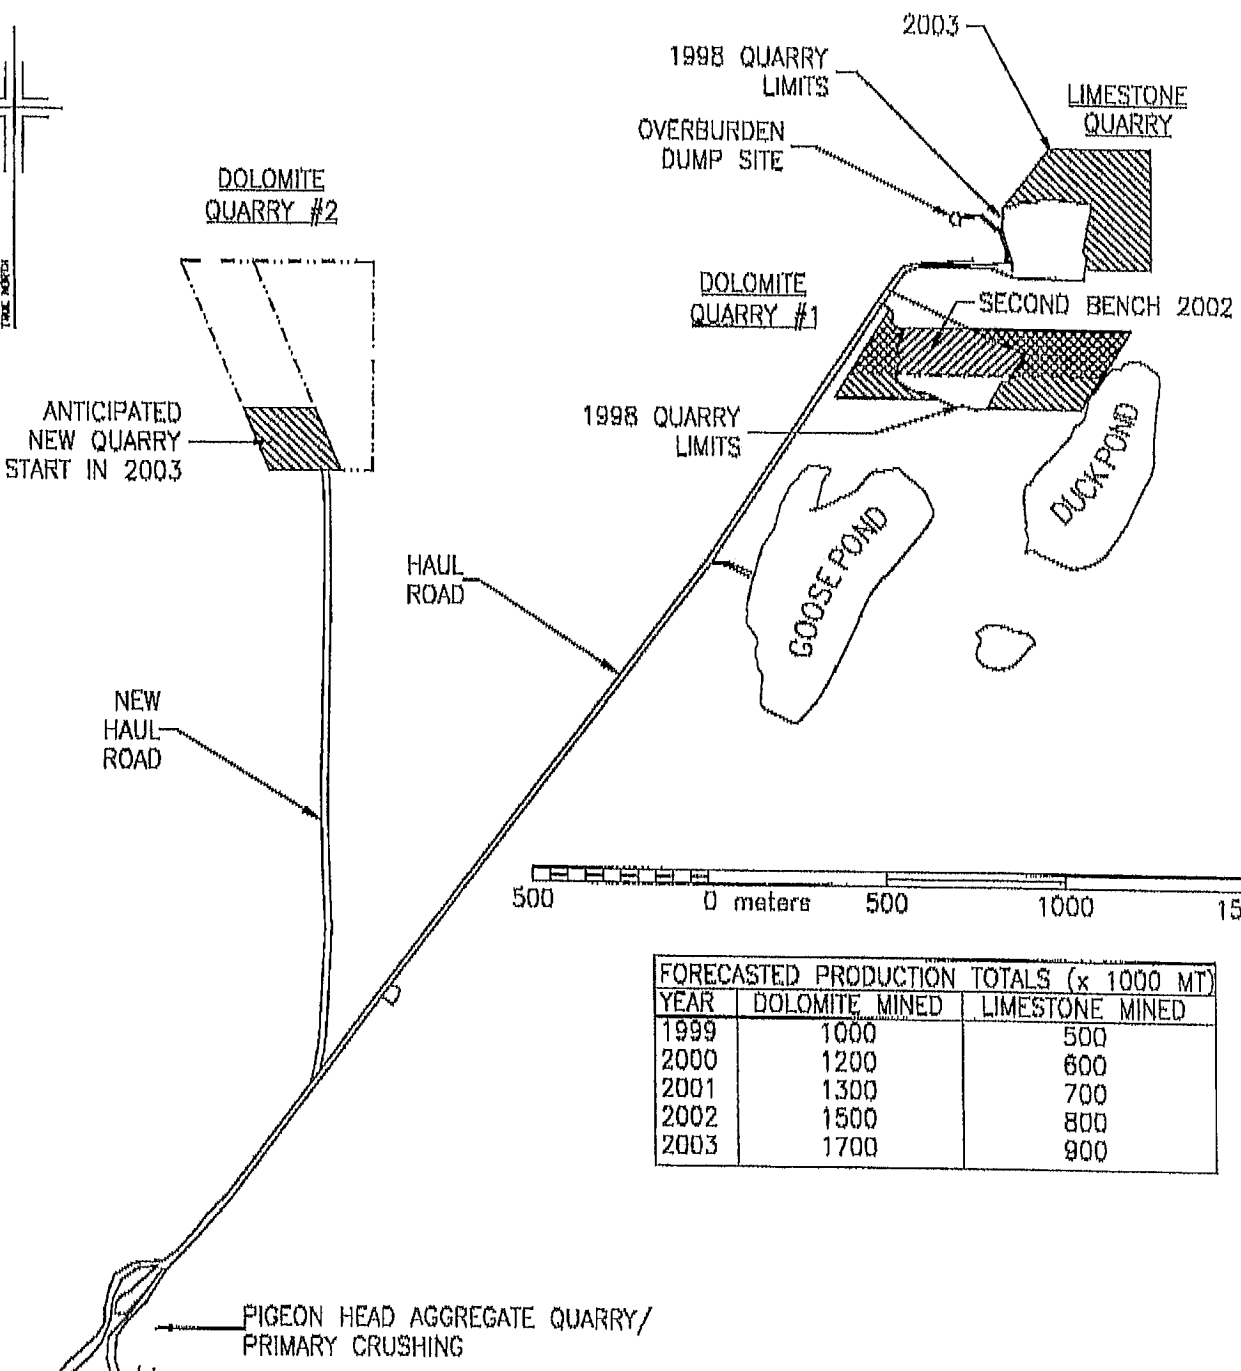 2003
1998 QUARRY
LIMITS
LIMESTONE
QUARRY
OVERBURDEN
DUMP SITE
DOLOMITE
QUARRY #2
TRUE NORTH
DOLOMITE
QUARRY #1
SECOND BENCH 2002
ANTICIPATED
NEW QUARRY
START IN 2003
1998 QUARRY
LIMITS
DUCK POND
GOOSE POND
HAUL
ROAD
NEW
HAUL
ROAD
500 0 meters 500 1000 15
FORECASTED PRODUCTION TOTALS (x 1000 MT)
YEAR DOLOMITE MINED LIMESTONE MINED
1999 1000 500
2000 1200 600
2001 1300 700
2002 1500 800
2003 1700 900
PIGEON HEAD AGGREGATE QUARRY/
PRIMARY CRUSHING